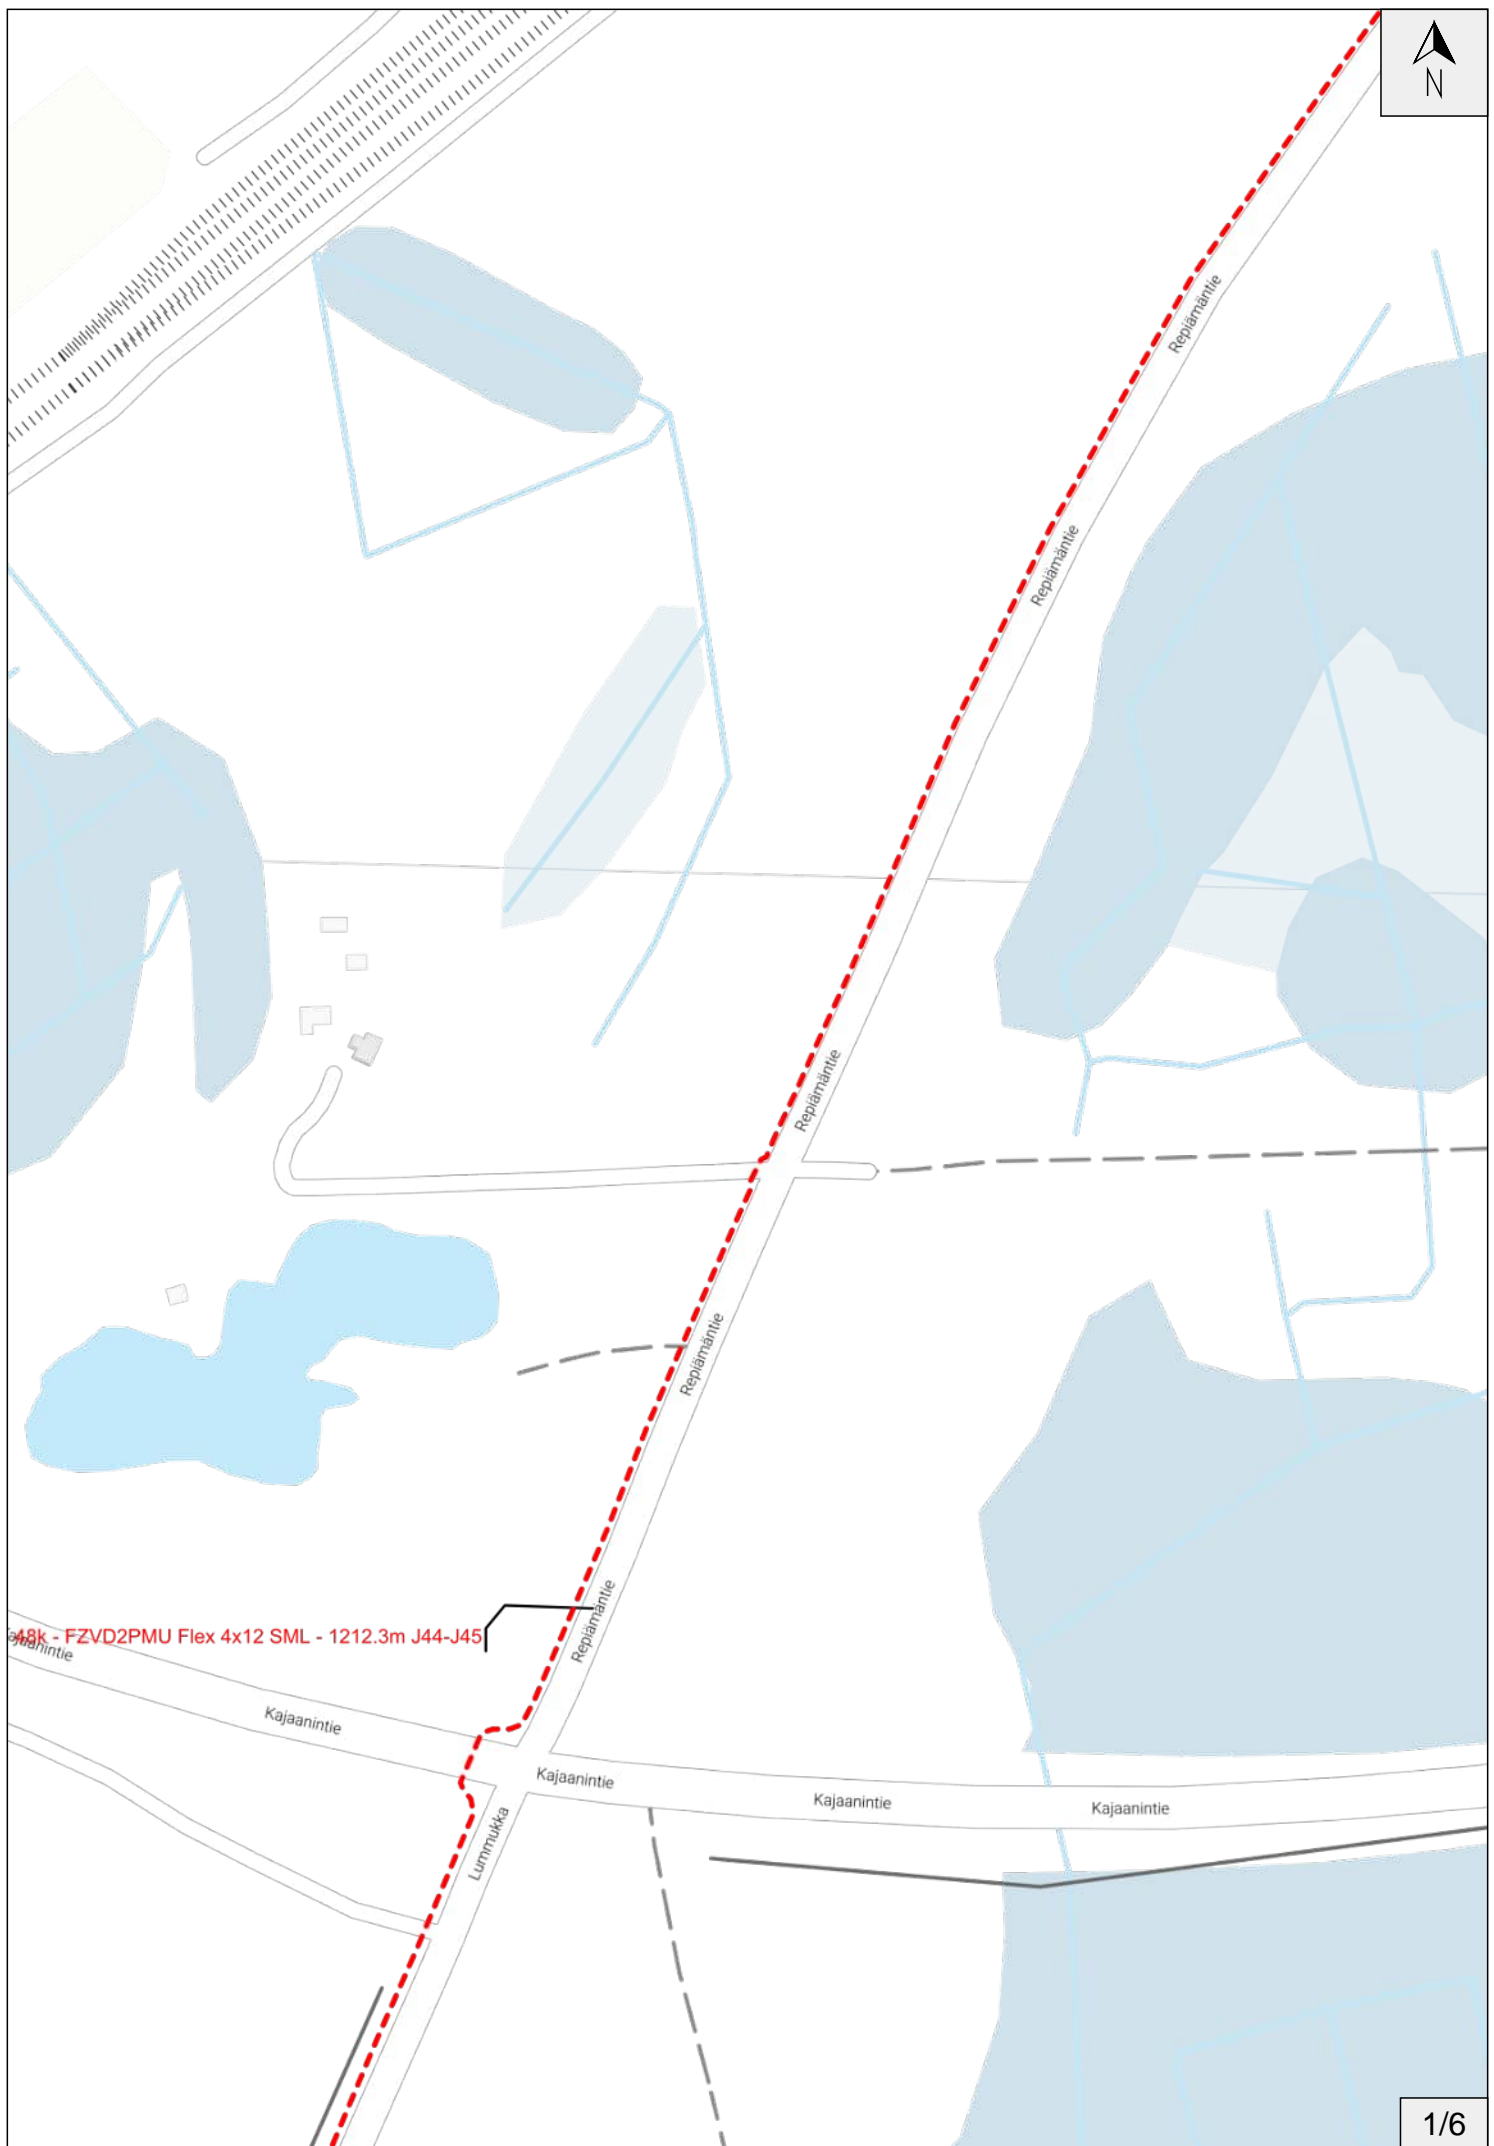 N
Repiämäntie
Repiämäntie
Repiämäntie
Repiämäntie
Repiämäntie
48k - FZVD2PMU Flex 4x12 SML - 1212.3m J44-J45
Kajaanintie
Kajaanintie
Kajaanintie
Kajaanintie
Kajaanintie
Lummukka
1/6